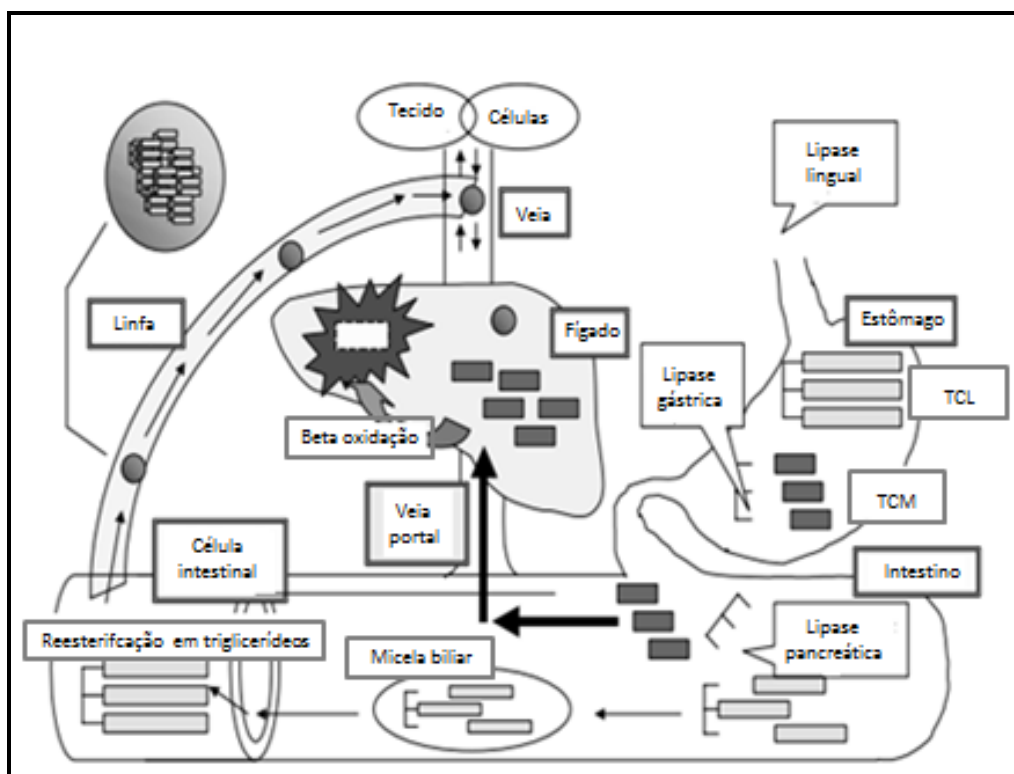 Tecido
Células
Lipase
lingual
Veia
Linfa
Fígado
Estômago
Lipase
gástrica
TCL
Beta oxidação
TCM
Veia
portal
Célula
intestinal
Intestino
Reesterifcação em triglicerídeos
Micela biliar
Lipase
pancreática